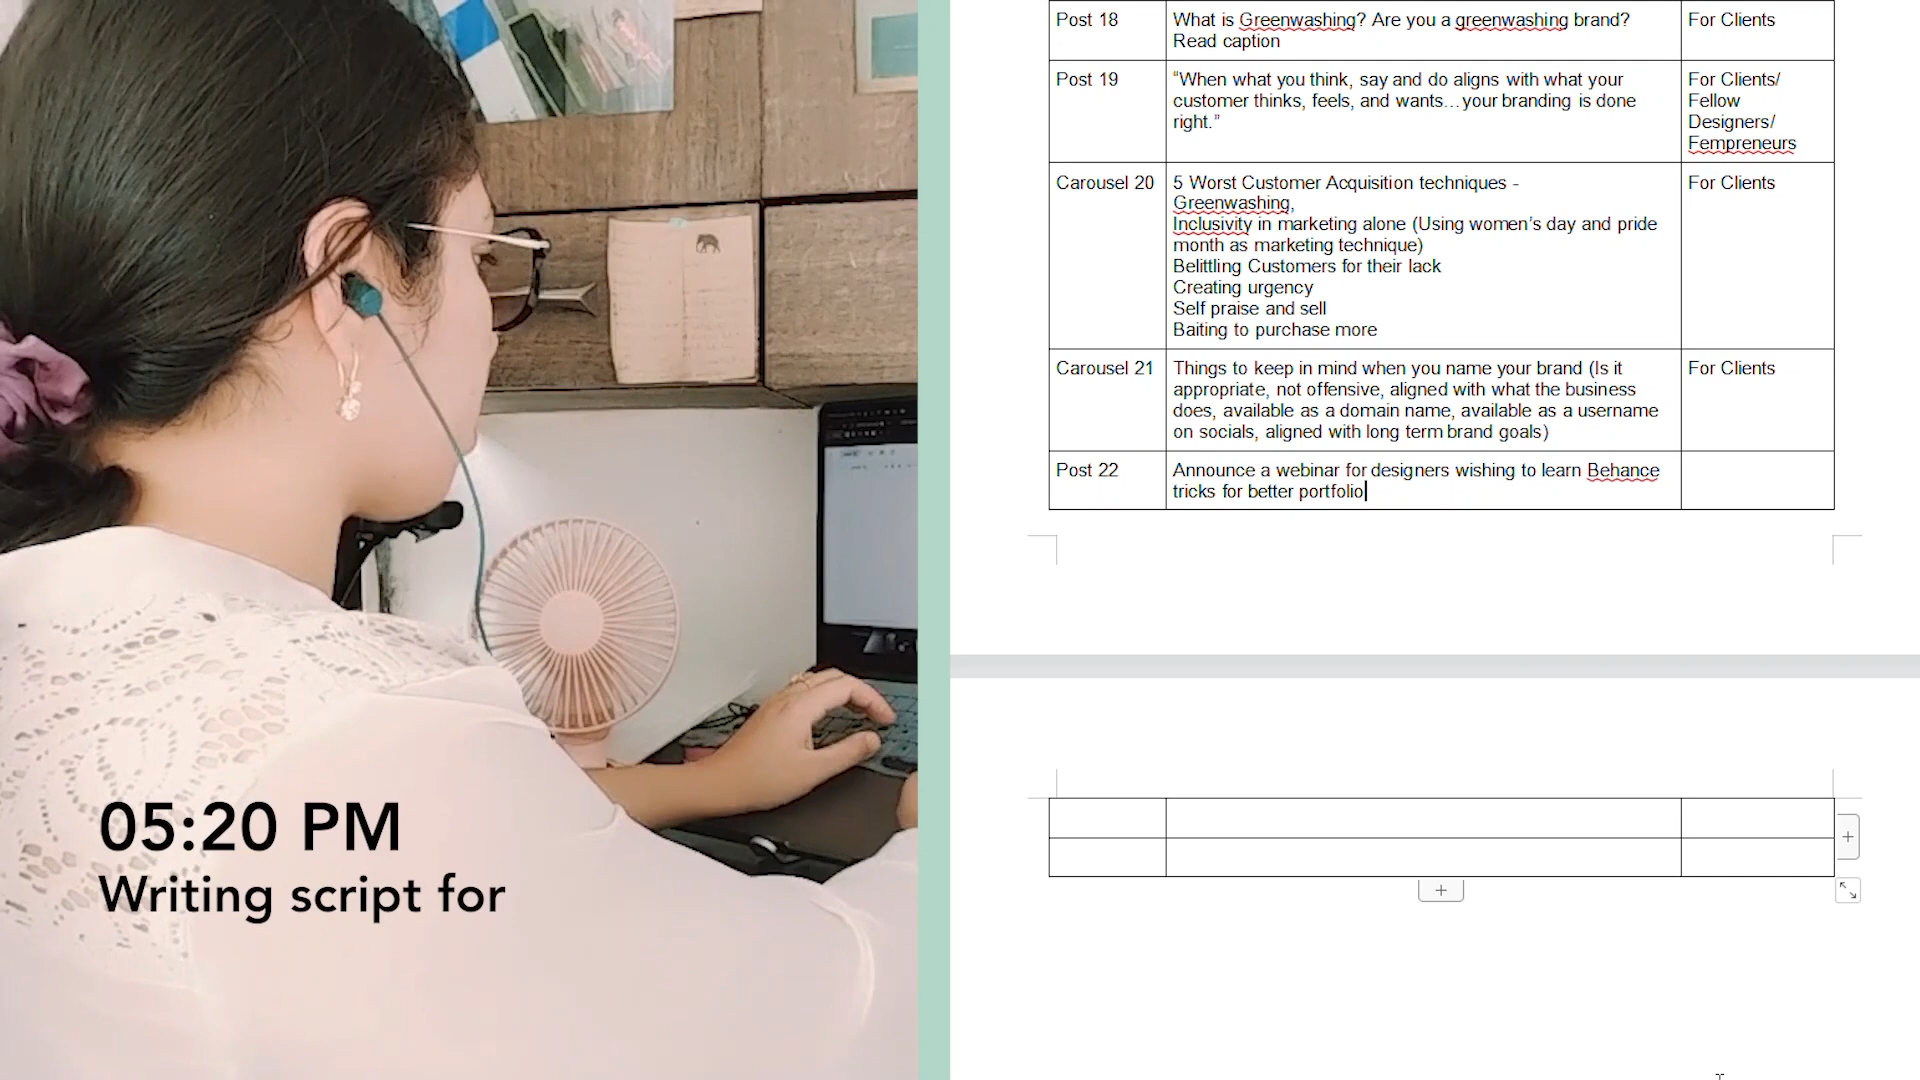 05:20 PM
Writing script for
Post 18
What is Greenwashing? Are you a greenwashing brand?
Read caption
For Clients
Post 19
“When what you think, say and do aligns with what your
customer thinks, feels, and wants…your branding is done
right.”
For Clients/
Fellow
Designers/
Fempreneurs
Carousel 20
5 Worst Customer Acquisition techniques -
Greenwashing,
Inclusivity in marketing alone (Using women’s day and pride
month as marketing technique)
Belittling Customers for their lack
Creating urgency
Self praise and sell
Baiting to purchase more
For Clients
Carousel 21
Things to keep in mind when you name your brand (Is it
appropriate, not offensive, aligned with what the business
does, available as a domain name, available as a username
on socials, aligned with long term brand goals)
For Clients
Post 22
Announce a webinar for designers wishing to learn Behance
tricks for better portfolio